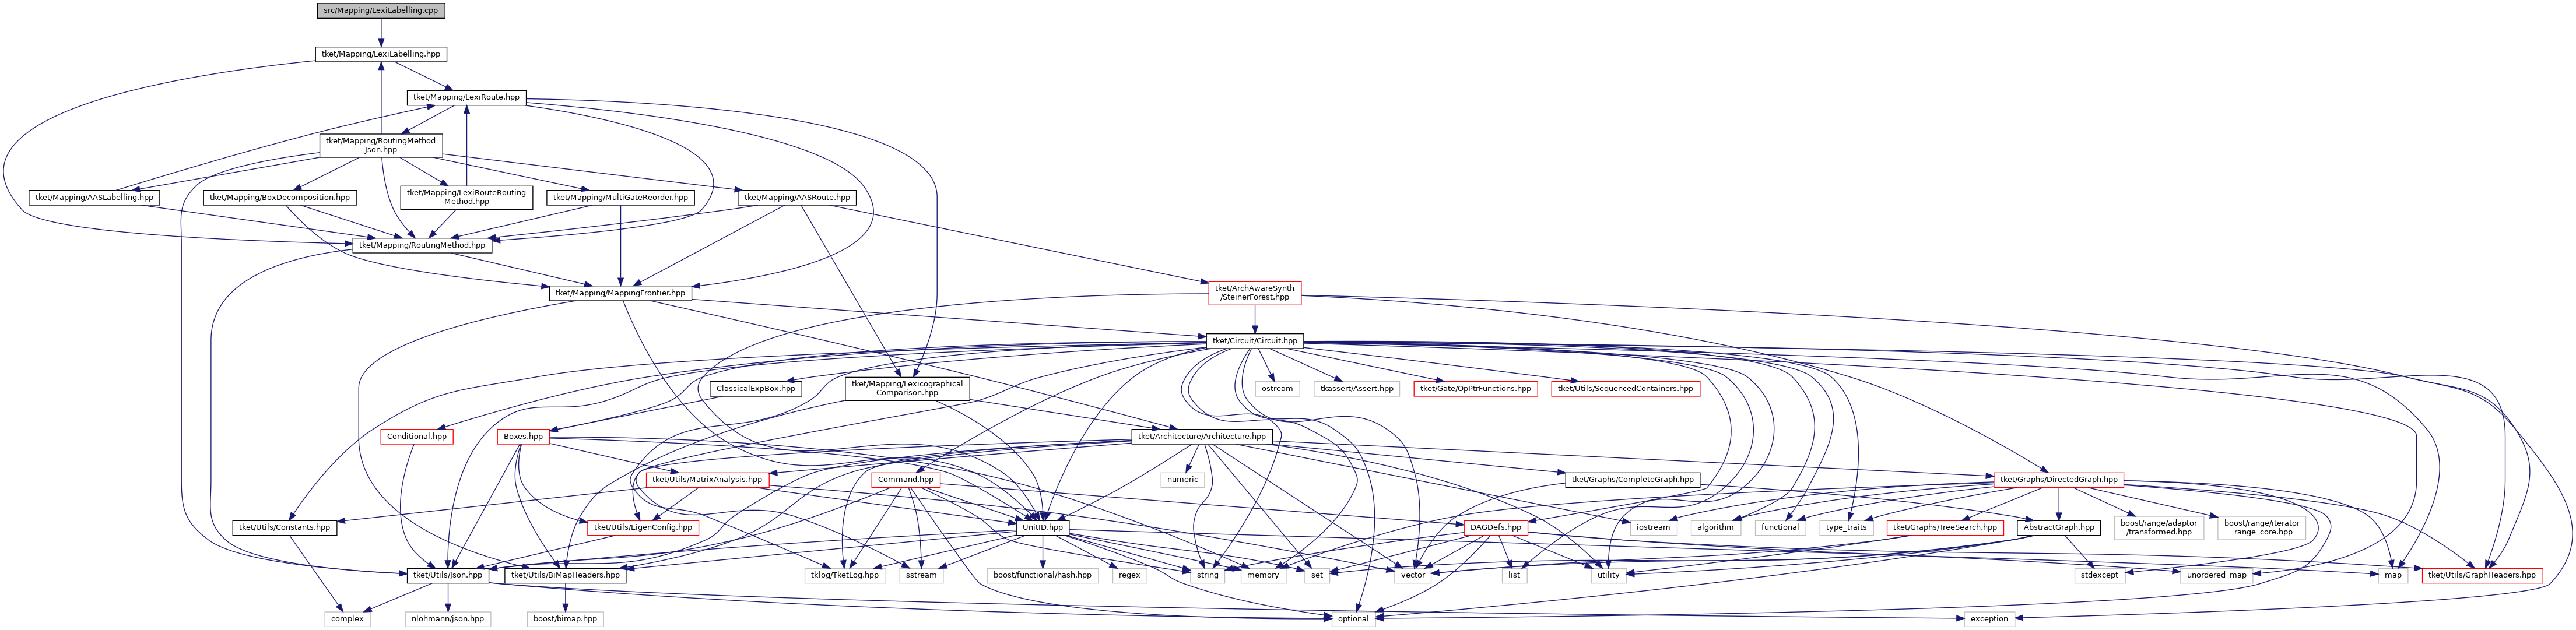 src/Mapping/LexiLabelling.cpp
tket/Mapping/LexiLabelling.hpp
tket/Mapping/LexiRoute.hpp
tket/Mapping/RoutingMethod
Json.hpp
tket/Mapping/AASLabelling.hpp
tket/Mapping/BoxDecomposition.hpp
tket/Mapping/LexiRouteRouting
Method.hpp
tket/Mapping/MultiGateReorder.hpp
tket/Mapping/AASRoute.hpp
tket/Mapping/RoutingMethod.hpp
tket/Mapping/MappingFrontier.hpp
tket/ArchAwareSynth
/SteinerForest.hpp
tket/Circuit/Circuit.hpp
ClassicalExpBox.hpp
tket/Mapping/Lexicographical
Comparison.hpp
ostream
tkassert/Assert.hpp
tket/Gate/OpPtrFunctions.hpp
tket/Utils/SequencedContainers.hpp
Conditional.hpp
Boxes.hpp
tket/Architecture/Architecture.hpp
tket/Utils/MatrixAnalysis.hpp
Command.hpp
numeric
tket/Graphs/CompleteGraph.hpp
tket/Graphs/DirectedGraph.hpp
tket/Utils/Constants.hpp
tket/Utils/EigenConfig.hpp
UnitID.hpp
DAGDefs.hpp
iostream
algorithm
functional
type_traits
tket/Graphs/TreeSearch.hpp
AbstractGraph.hpp
boost/range/adaptor
/transformed.hpp
boost/range/iterator
_range_core.hpp
tket/Utils/Json.hpp
tket/Utils/BiMapHeaders.hpp
tklog/TketLog.hpp
sstream
boost/functional/hash.hpp
regex
string
memory
set
vector
list
utility
stdexcept
unordered_map
map
tket/Utils/GraphHeaders.hpp
complex
nlohmann/json.hpp
boost/bimap.hpp
optional
exception